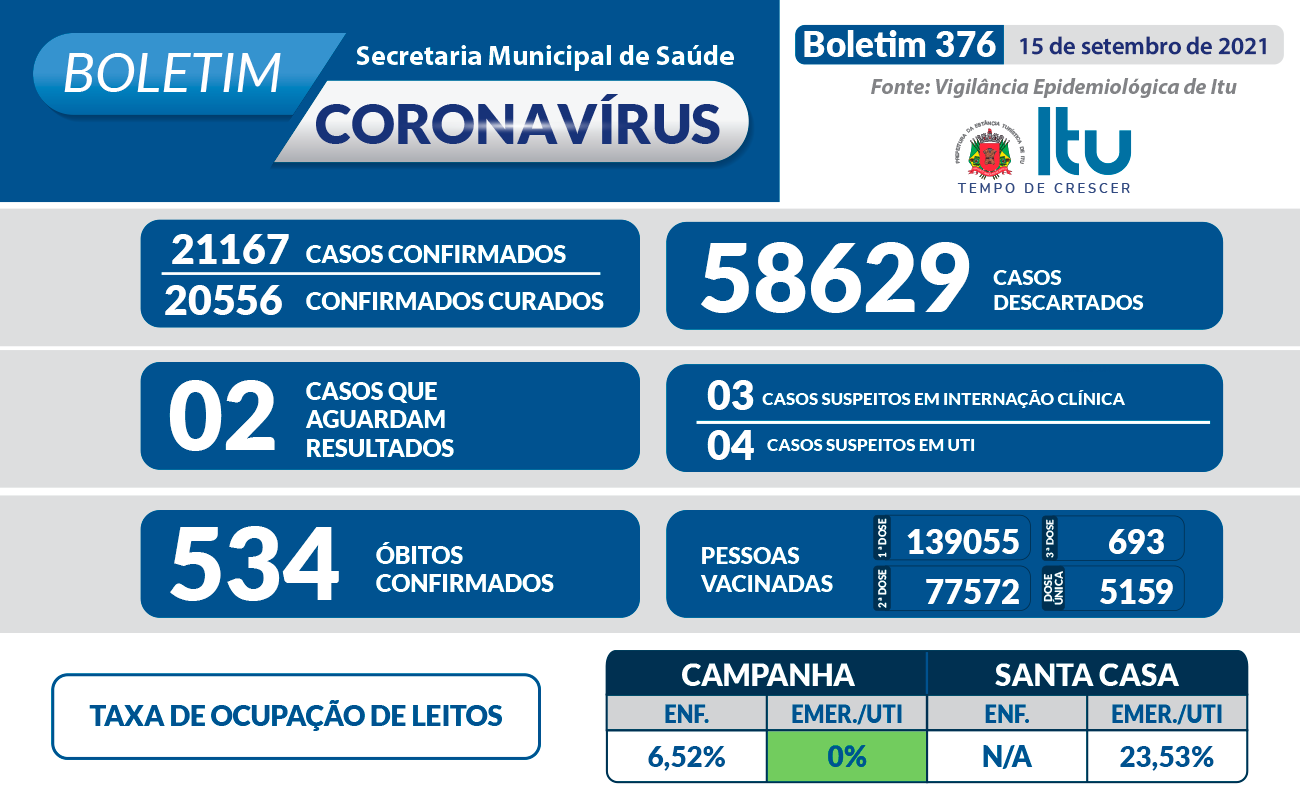 BOLETIM
Secretaria Municipal de Saúde
CORONAVÍRUS
Boletim 376
15 de setembro de 2021
Fonte: Vigilância Epidemiológica de Itu
PREFEITURA DA ESTÂNCIA TURÍSTICA DE ITU
Itu
TEMPO DE CRESCER
21167 CASOS CONFIRMADOS
20556 CONFIRMADOS CURADOS
58629 CASOS
DESCARTADOS
02 CASOS QUE
AGUARDAM
RESULTADOS
03 CASOS SUSPEITOS EM INTERNAÇÃO CLÍNICA
04 CASOS SUSPEITOS EM UTI
534 ÓBITOS
CONFIRMADOS
PESSOAS
VACINADAS
1ª DOSE 139055
3ª DOSE 693
2ª DOSE 77572
DOSE
ÚNICA 5159
TAXA DE OCUPAÇÃO DE LEITOS
CAMPANHA SANTA CASA
ENF. EMER./UTI ENF. EMER./UTI
6,52% 0% N/A 23,53%